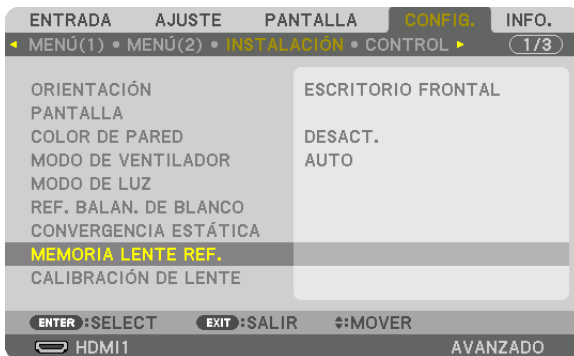 ENTRADA AJUSTE PANTALLA CONFIG. INFO.
MENÚ(1) • MENÚ(2) • INSTALACIÓN • CONTROL 1/3
ORIENTACIÓN ESCRITORIO FRONTAL
PANTALLA
COLOR DE PARED DESACT.
MODO DE VENTILADOR AUTO
MODO DE LUZ
REF. BALAN. DE BLANCO
CONVERGENCIA ESTÁTICA
MEMORIA LENTE REF.
CALIBRACIÓN DE LENTE
ENTER :SELECT EXIT :SALIR :MOVER
HDMI1 AVANZADO